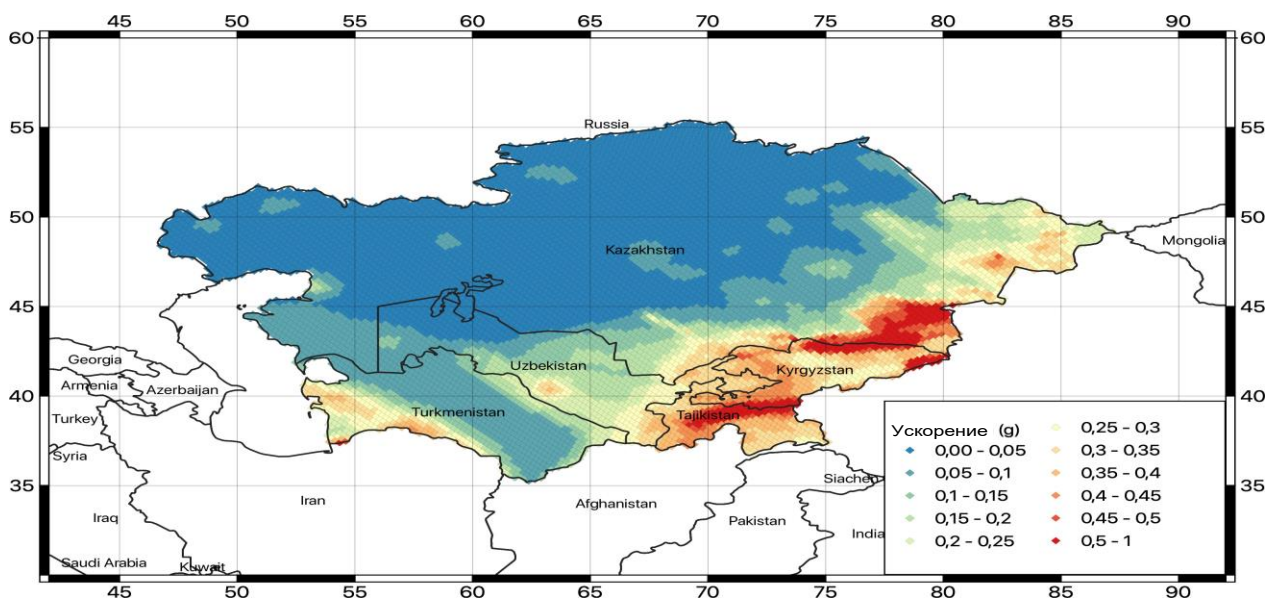 45 50 55 60 65 70 75 80 85 90
60 60
55 Russia 55
50 50
Kazakhstan Mongolia
45 45
Georgia Uzbekistan Kyrgyzstan
Armenia Azerbaijan
40 40
Turkey Turkmenistan Tajikistan
Syria
35 35
Iraq Iran Afghanistan Siachen
Pakistan India
Saudi Arabia Kuwait
Ускорение (g)
0,00 – 0,05
0,05 – 0,1
0,1 – 0,15
0,15 – 0,2
0,2 – 0,25
0,25 – 0,3
0,3 – 0,35
0,35 – 0,4
0,4 – 0,45
0,45 – 0,5
0,5 – 1
45 50 55 60 65 70 75 80 85 90